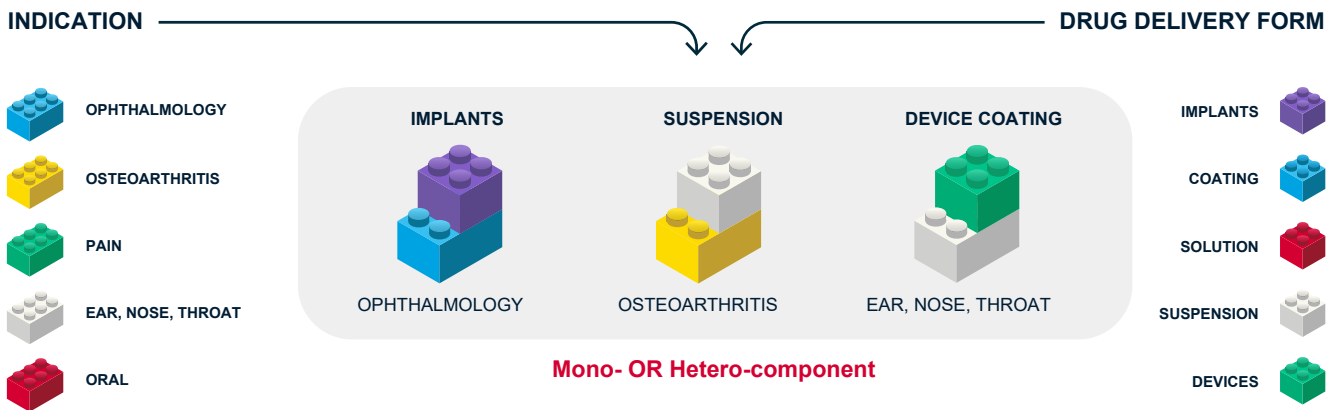 INDICATION
DRUG DELIVERY FORM
OPHTHALMOLOGY
OSTEOARTHRITIS
PAIN
EAR, NOSE, THROAT
ORAL
IMPLANTS
SUSPENSION
DEVICE COATING
OPHTHALMOLOGY
OSTEOARTHRITIS
EAR, NOSE, THROAT
Mono- OR Hetero-component
IMPLANTS
COATING
SOLUTION
SUSPENSION
DEVICES